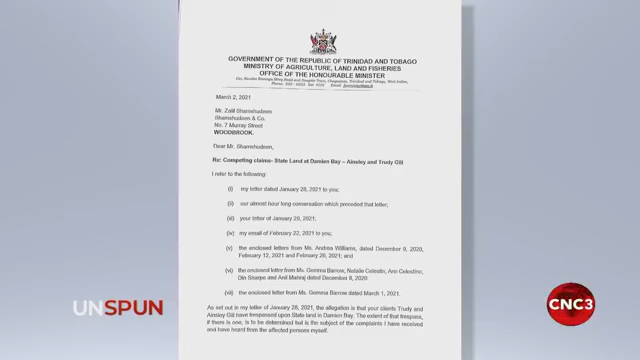 GOVERNMENT OF THE REPUBLIC OF TRINIDAD AND TOBAGO
MINISTRY OF AGRICULTURE, LAND AND FISHERIES
OFFICE OF THE HONOURABLE MINISTER
March 2, 2021
Mr. Zalif Shamshudeen
Shamshudeen & Co.
No. 7 Murray Street
WOODBROOK.
Dear Mr. Shamshudeen,
Re: Competing claims- State Land at Damien Bay – Ainsley and Trudy Gill
I refer to the following:
(i) my letter dated January 28, 2021 to you;
(ii) our almost hour long conversation which preceded that letter;
(iii) your letter of January 29, 2021;
(iv) my email of February 22, 2021 to you;
(v) the enclosed letters from Ms. Andrea Williams, dated December 9, 2020,
February 12, 2021 and February 26, 2021; and
(vi) the enclosed letter from Ms. Gemma Barrow, Natalie Celestin, Ann Celestine,
Din Sharpe and Anil Mahraj dated December 8, 2020
(vii) the enclosed letter from Ms. Gemma Barrow dated March 1, 2021.
As set out in my letter of January 28, 2021, the allegation is that your clients Trudy and
Ainsley Gill have trespassed upon State land in Damien Bay. The extent of that trespass,
if there is one, is to be determined but is the subject of the complaints I have received
and have heard from the affected persons myself.
UNSPUN
CNC3